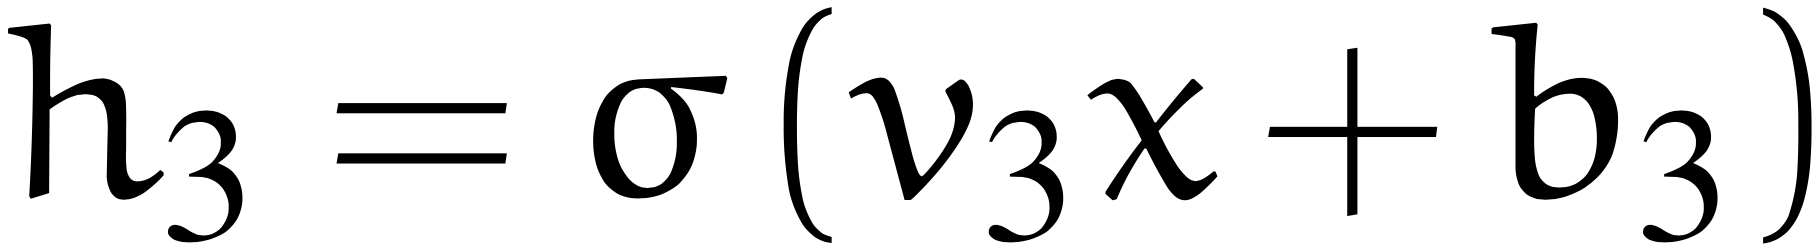 h₃ = σ(v₃x + b₃)